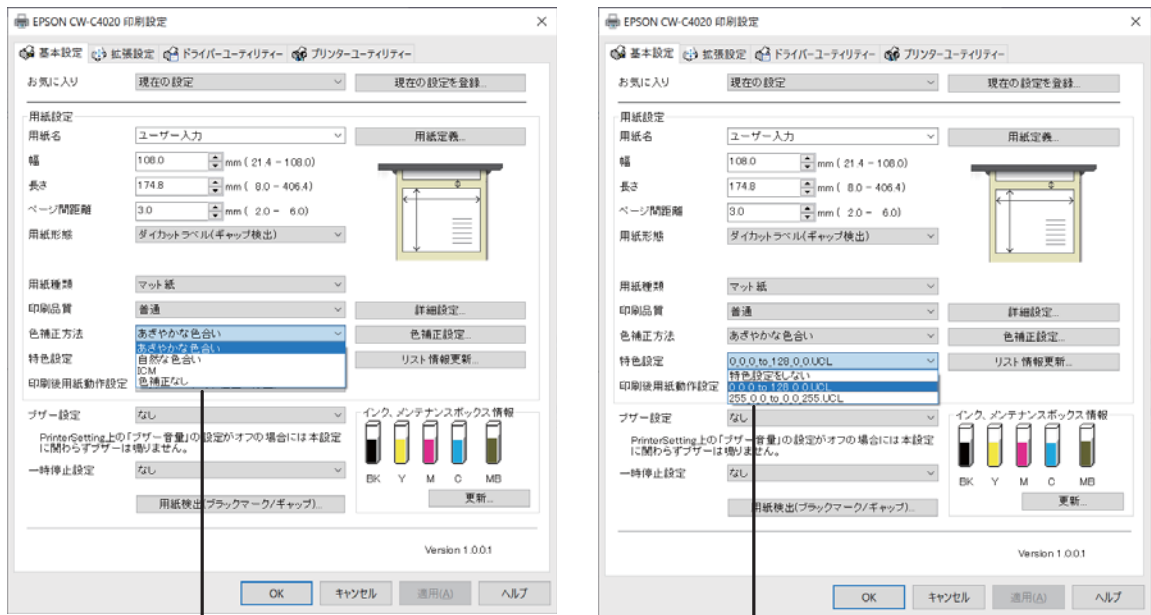 EPSON CW-C4020 印刷設定
基本設定 拡張設定 ドライバーユーティリティー プリンターユーティリティー
お気に入り 現在の設定 現在の設定を登録...
用紙設定
用紙名 ユーザー入力 用紙定義...
幅 108.0 mm ( 21.4 - 108.0)
長さ 174.8 mm ( 8.0 - 406.4)
ページ間距離 3.0 mm ( 2.0 - 6.0)
用紙形態 ダイカットラベル(ギャップ検出)
用紙種類 マット紙
印刷品質 普通 詳細設定...
色補正方法 あざやかな色合い 色補正設定...
あざやかな色合い
特色設定 自然な色合い リスト情報更新...
ICM
印刷後用紙動作設定 色補正なし
ブザー設定 なし インク、メンテナンスボックス情報
PrinterSetting上の「ブザー音量」の設定がオフの場合には本設定
に関わらずブザーは鳴りません。
一時停止設定 なし
BK Y M C MB
更新...
用紙検出(ブラックマーク/ギャップ)...
Version 1.0.0.1
OK キャンセル 適用(A) ヘルプ
EPSON CW-C4020 印刷設定
基本設定 拡張設定 ドライバーユーティリティー プリンターユーティリティー
お気に入り 現在の設定 現在の設定を登録...
用紙設定
用紙名 ユーザー入力 用紙定義...
幅 108.0 mm ( 21.4 - 108.0)
長さ 174.8 mm ( 8.0 - 406.4)
ページ間距離 3.0 mm ( 2.0 - 6.0)
用紙形態 ダイカットラベル(ギャップ検出)
用紙種類 マット紙
印刷品質 普通 詳細設定...
色補正方法 あざやかな色合い 色補正設定...
特色設定 0_0_0_to_128_0_0.UCL リスト情報更新...
特色設定をしない
印刷後用紙動作設定 0_0_0_to_128_0_0.UCL
255_0_0_to_0_0_255.UCL
ブザー設定 なし インク、メンテナンスボックス情報
PrinterSetting上の「ブザー音量」の設定がオフの場合には本設定
に関わらずブザーは鳴りません。
一時停止設定 なし
BK Y M C MB
更新...
用紙検出(ブラックマーク/ギャップ)...
Version 1.0.0.1
OK キャンセル 適用(A) ヘルプ